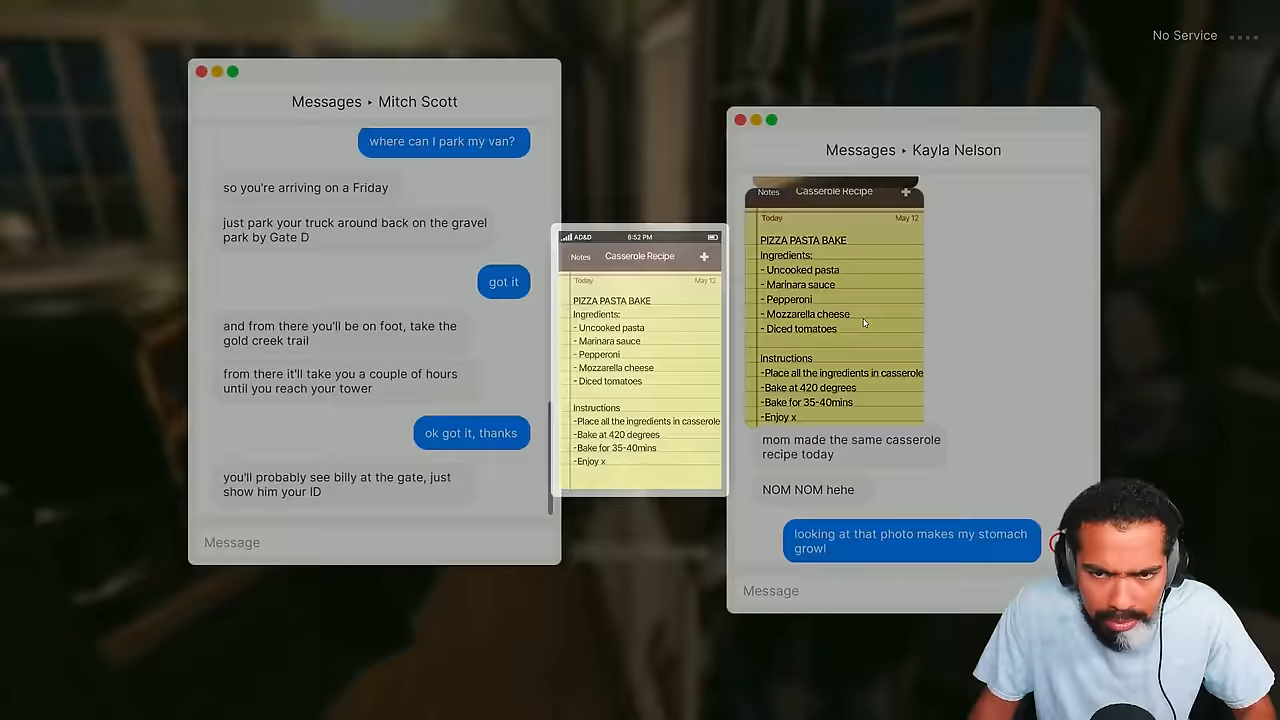 No Service
Messages ▸ Mitch Scott
where can I park my van?
so you're arriving on a Friday
just park your truck around back on the gravel
park by Gate D
got it
and from there you'll be on foot, take the
gold creek trail
from there it'll take you a couple of hours
until you reach your tower
ok got it, thanks
you'll probably see billy at the gate, just
show him your ID
Message
AD&D 6:52 PM
Notes Casserole Recipe +
Today May 12
PIZZA PASTA BAKE
Ingredients:
- Uncooked pasta
- Marinara sauce
- Pepperoni
- Mozzarella cheese
- Diced tomatoes
Instructions
-Place all the ingredients in casserole
-Bake at 420 degrees
-Bake for 35-40mins
-Enjoy x
Messages ▸ Kayla Nelson
Notes Casserole Recipe +
Today May 12
PIZZA PASTA BAKE
Ingredients:
- Uncooked pasta
- Marinara sauce
- Pepperoni
- Mozzarella cheese
- Diced tomatoes
Instructions
-Place all the ingredients in casserole
-Bake at 420 degrees
-Bake for 35-40mins
-Enjoy x
mom made the same casserole
recipe today
NOM NOM hehe
looking at that photo makes my stomach
growl
Message